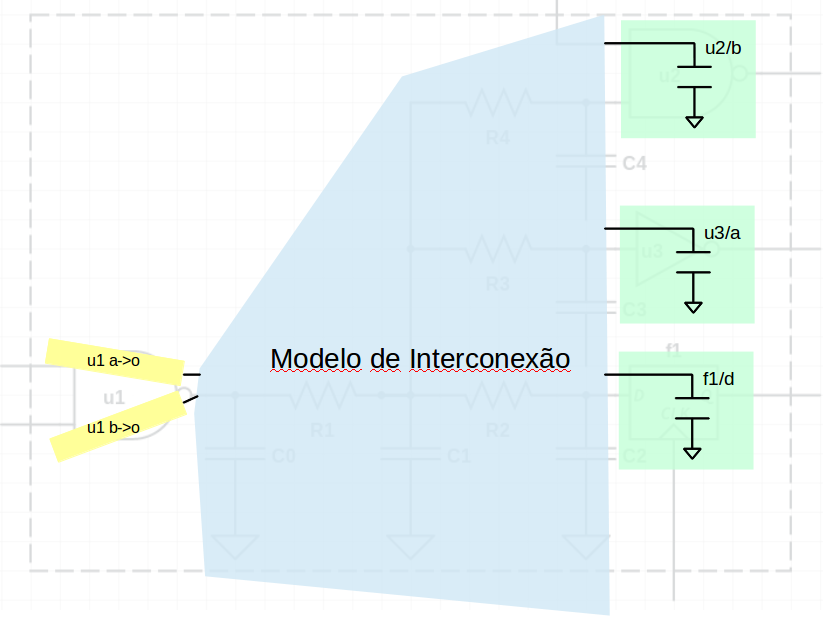 u2/b
u2
R4
C4
u3/a
u3
R3
C3
f1
Modelo de Interconexão
u1 a->o
f1/d
D
u1
CLK
u1 b->o
R1
R2
C0
C1
C2